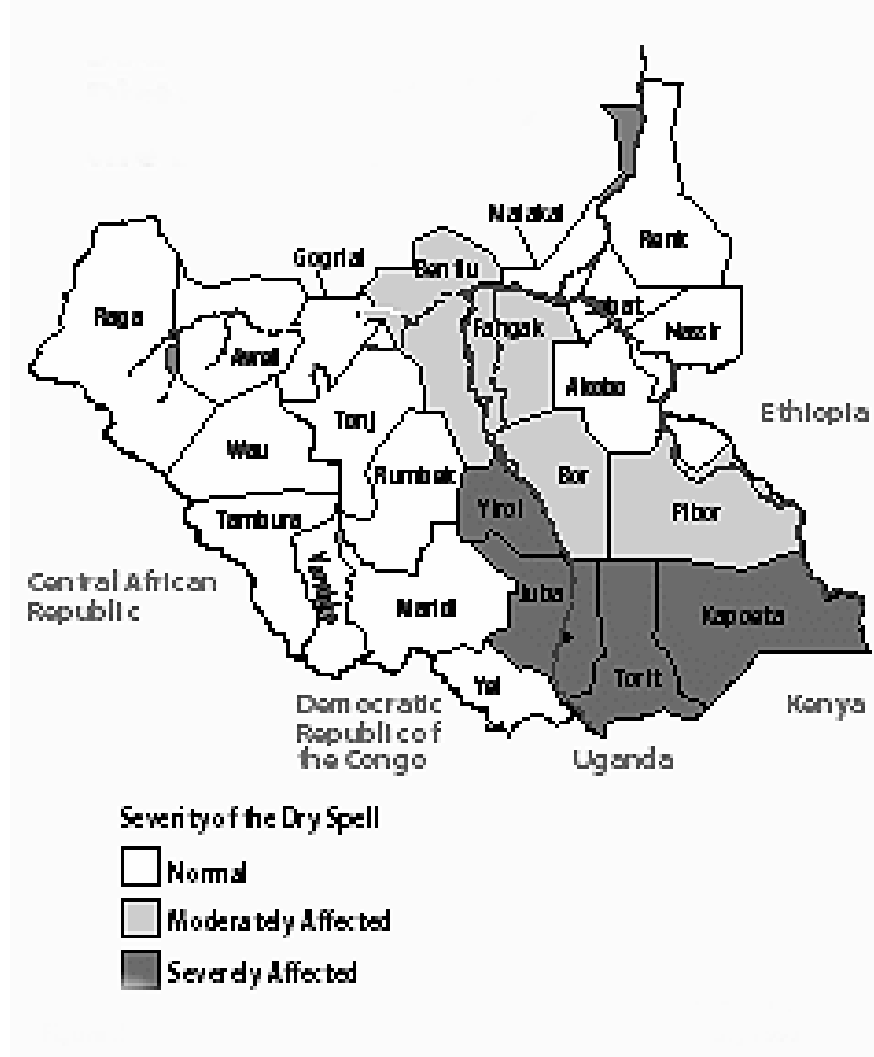 Malakal
Renk
Gogrial
Bentiu
Raga
Sobat
Fangak
Nassir
Aweil
Akobo
Ethiopia
Tonj
Wau
Rumbek
Bor
Yirol
Pibor
Tambura
Central African
Republic
Yambio
Juba
Maridi
Kapoeta
Torit
Yei
Democratic
Republic of
the Congo
Kenya
Uganda
Severity of the Dry Spell
Normal
Moderately Affected
Severely Affected